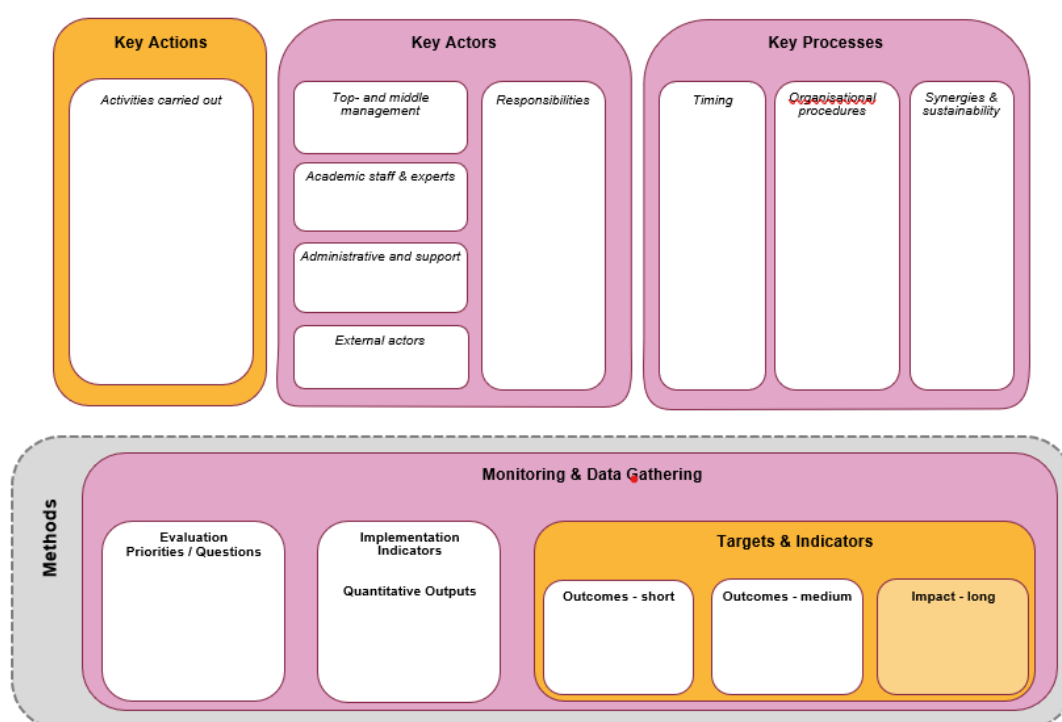 Key Actions
Activities carried out
Key Actors
Top- and middle
management
Academic staff & experts
Administrative and support
External actors
Responsibilities
Key Processes
Timing
Organisational
procedures
Synergies &
sustainability
Methods
Monitoring & Data Gathering
Evaluation
Priorities / Questions
Implementation
Indicators
Quantitative Outputs
Targets & Indicators
Outcomes - short
Outcomes - medium
Impact - long